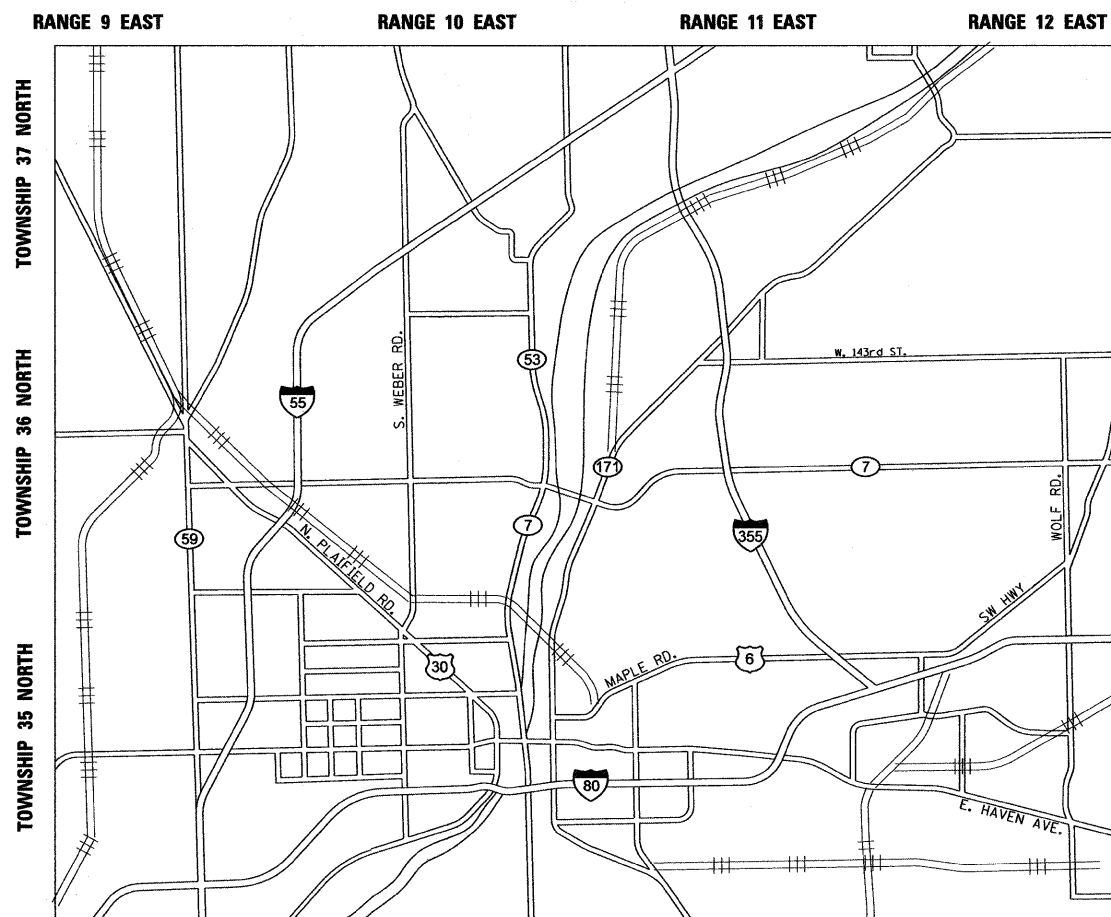 RANGE 9 EAST
RANGE 10 EAST
RANGE 11 EAST
RANGE 12 EAST
TOWNSHIP 37 NORTH
TOWNSHIP 36 NORTH
TOWNSHIP 35 NORTH
S. WEBER RD.
53
W. 143rd ST.
55
171
7
WOLF RD.
59
7
355
N. PLAIFIELD RD.
SW HWY
30
MAPLE RD.
6
80
E. HAVEN AVE.